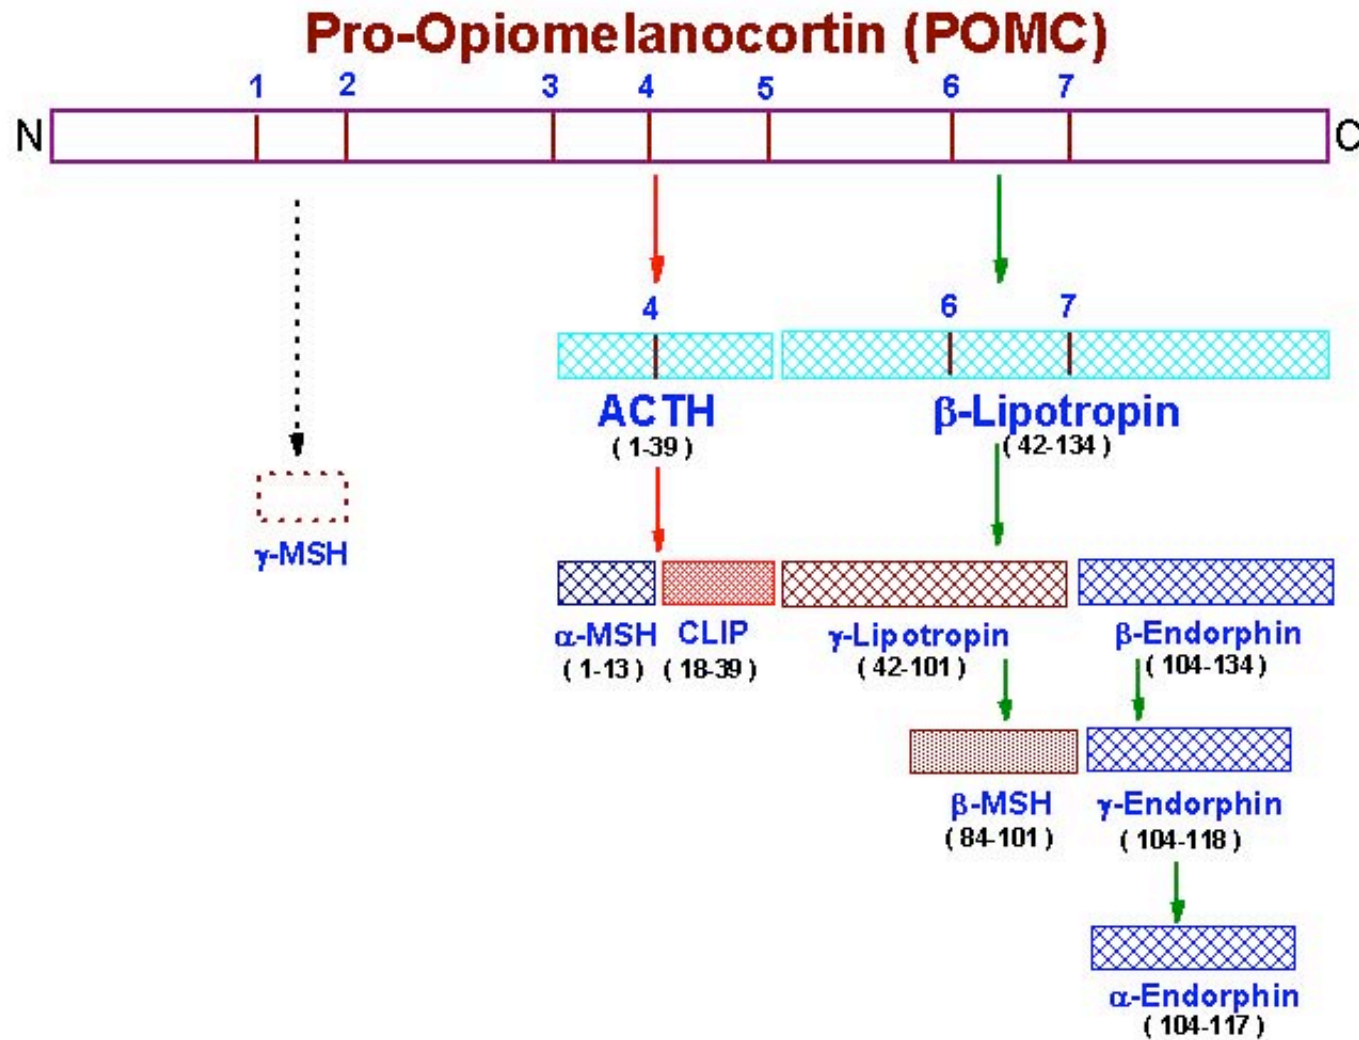 Pro-Opiomelanocortin (POMC)
1 2 3 4 5 6 7
N C
4 6 7
ACTH β-Lipotropin
( 1-39 ) ( 42-134 )
γ-MSH
α-MSH CLIP γ-Lipotropin β-Endorphin
( 1-13 ) ( 18-39 ) ( 42-101 ) ( 104-134 )
β-MSH γ-Endorphin
( 84-101 ) ( 104-118 )
α-Endorphin
( 104-117 )